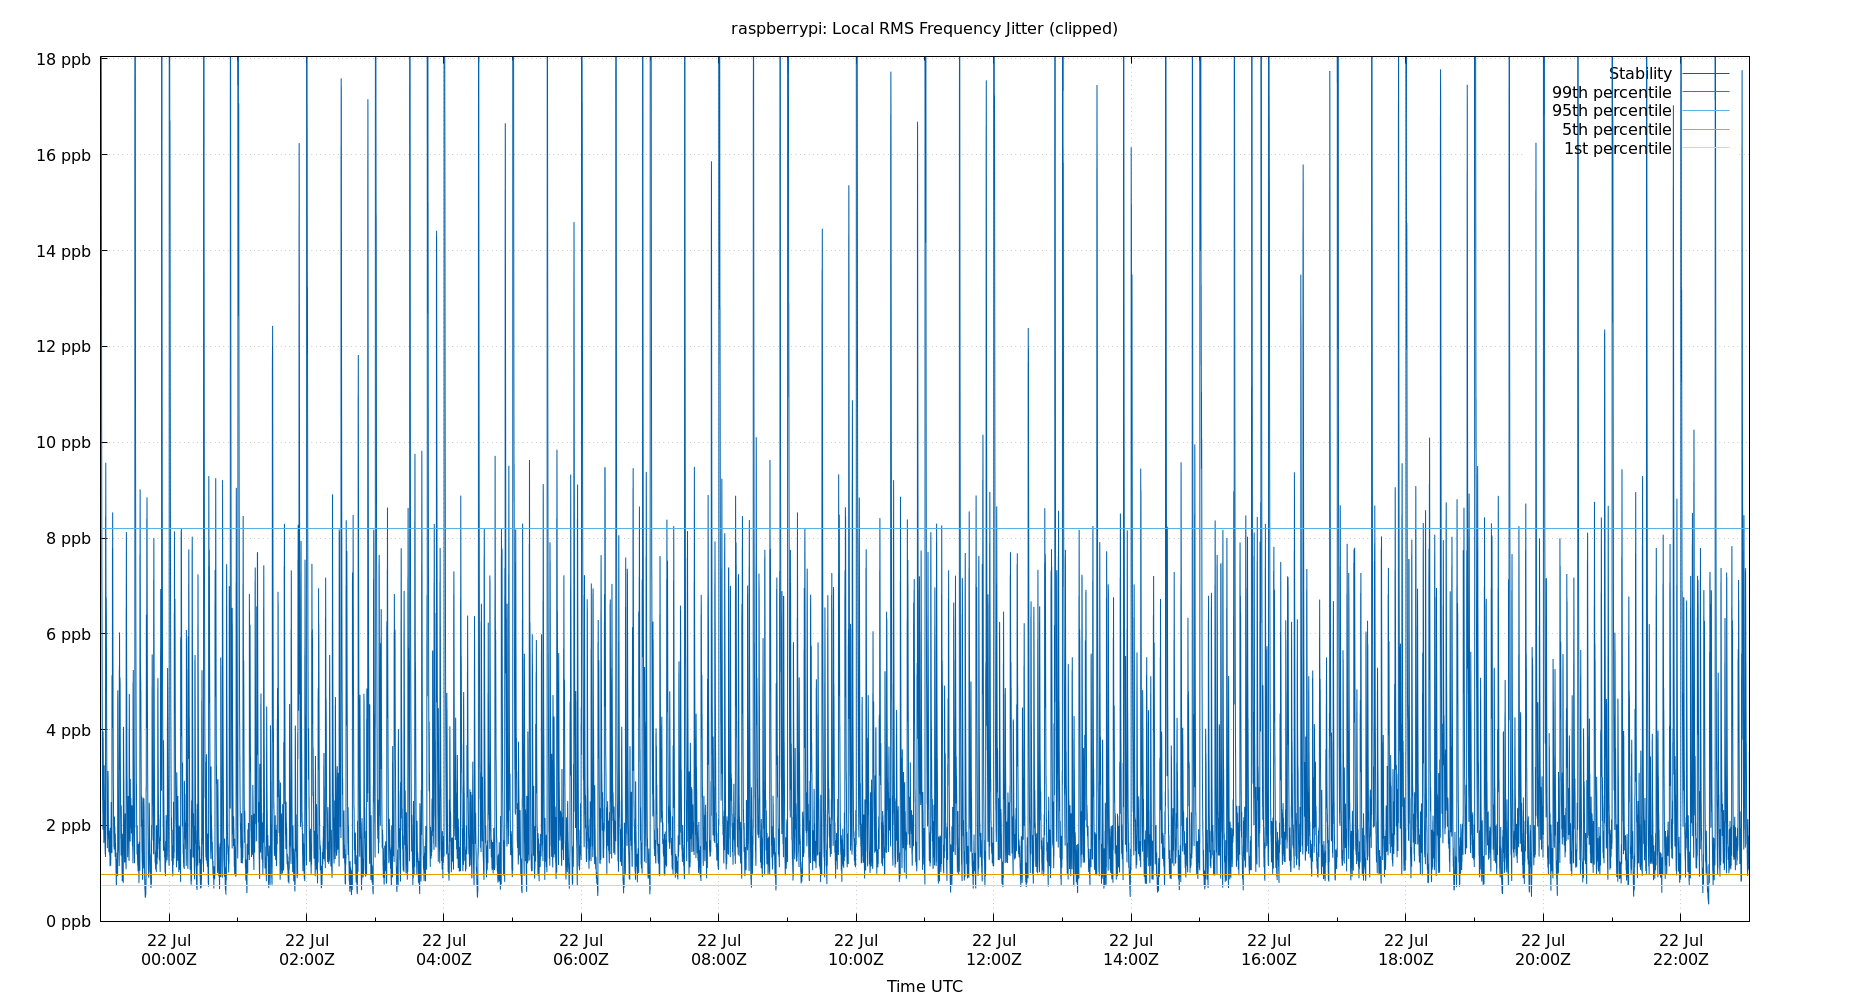 raspberrypi: Local RMS Frequency Jitter (clipped)
18 ppb
16 ppb
14 ppb
12 ppb
10 ppb
8 ppb
6 ppb
4 ppb
2 ppb
0 ppb
Stability
99th percentile
95th percentile
5th percentile
1st percentile
22 Jul
00:00Z
22 Jul
02:00Z
22 Jul
04:00Z
22 Jul
06:00Z
22 Jul
08:00Z
22 Jul
10:00Z
22 Jul
12:00Z
22 Jul
14:00Z
22 Jul
16:00Z
22 Jul
18:00Z
22 Jul
20:00Z
22 Jul
22:00Z
Time UTC